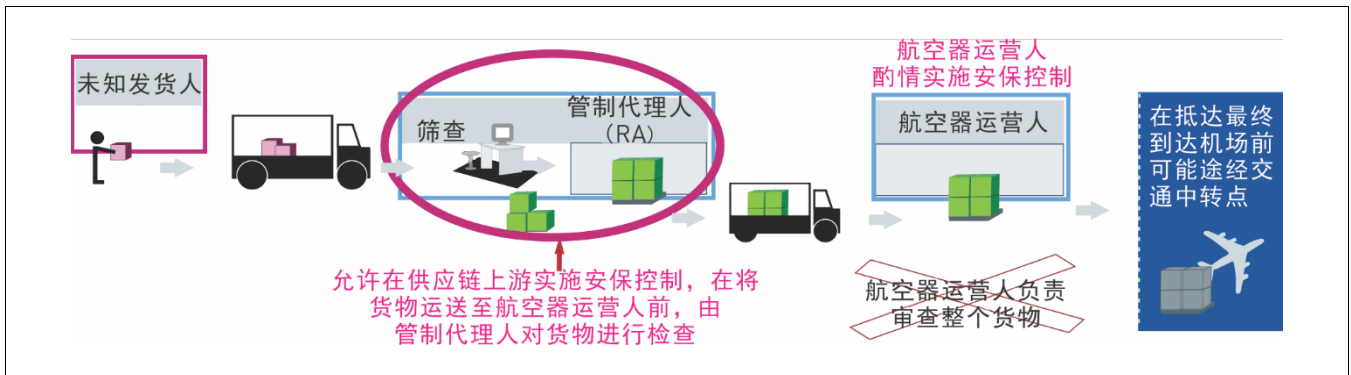 未知发货人
筛查
管制代理人
(RA)
允许在供应链上游实施安保控制，在将
货物运送至航空器运营人前，由
管制代理人对货物进行检查
航空器运营人
酌情实施安保控制
航空器运营人
航空器运营人负责
审查整个货物
在抵达最终
到达机场前
可能途经交
通中转点